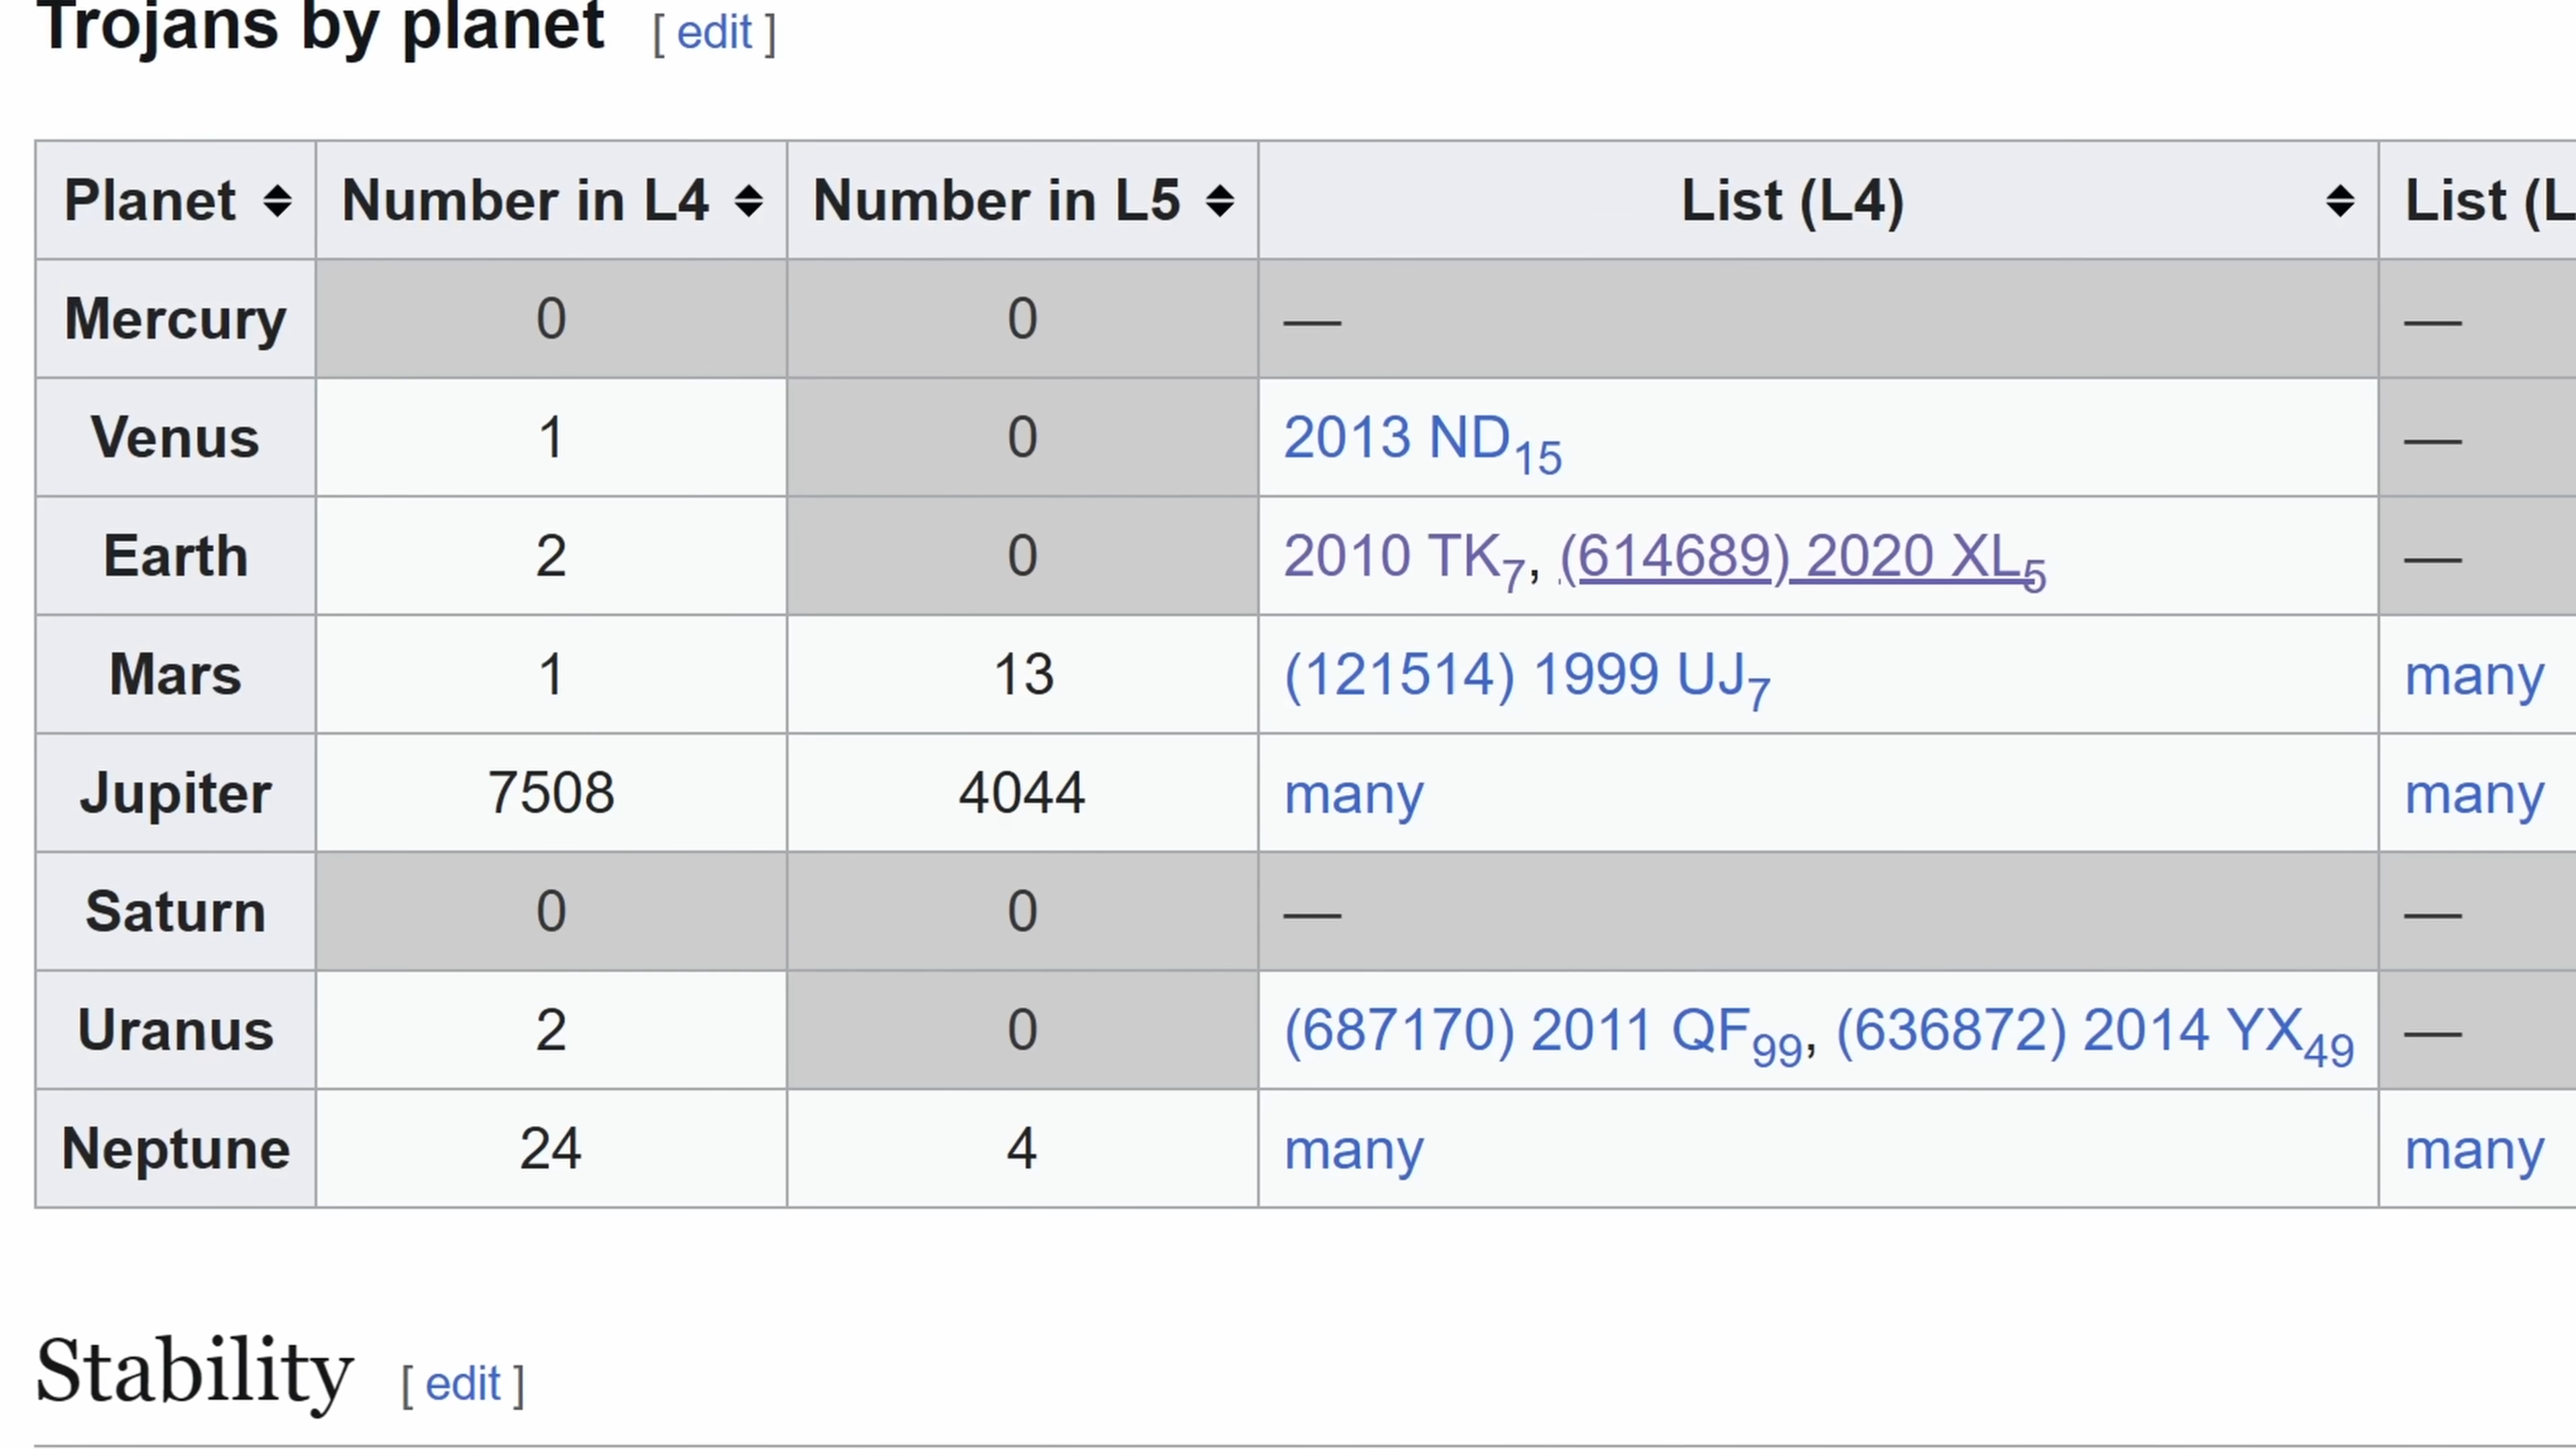 Trojans by planet [ edit ]
Planet Number in L4 Number in L5 List (L4) List (L
Mercury 0 0 — —
Venus 1 0 2013 ND15 —
Earth 2 0 2010 TK7, (614689) 2020 XL5 —
Mars 1 13 (121514) 1999 UJ7 many
Jupiter 7508 4044 many many
Saturn 0 0 — —
Uranus 2 0 (687170) 2011 QF99, (636872) 2014 YX49 —
Neptune 24 4 many many
Stability [ edit ]